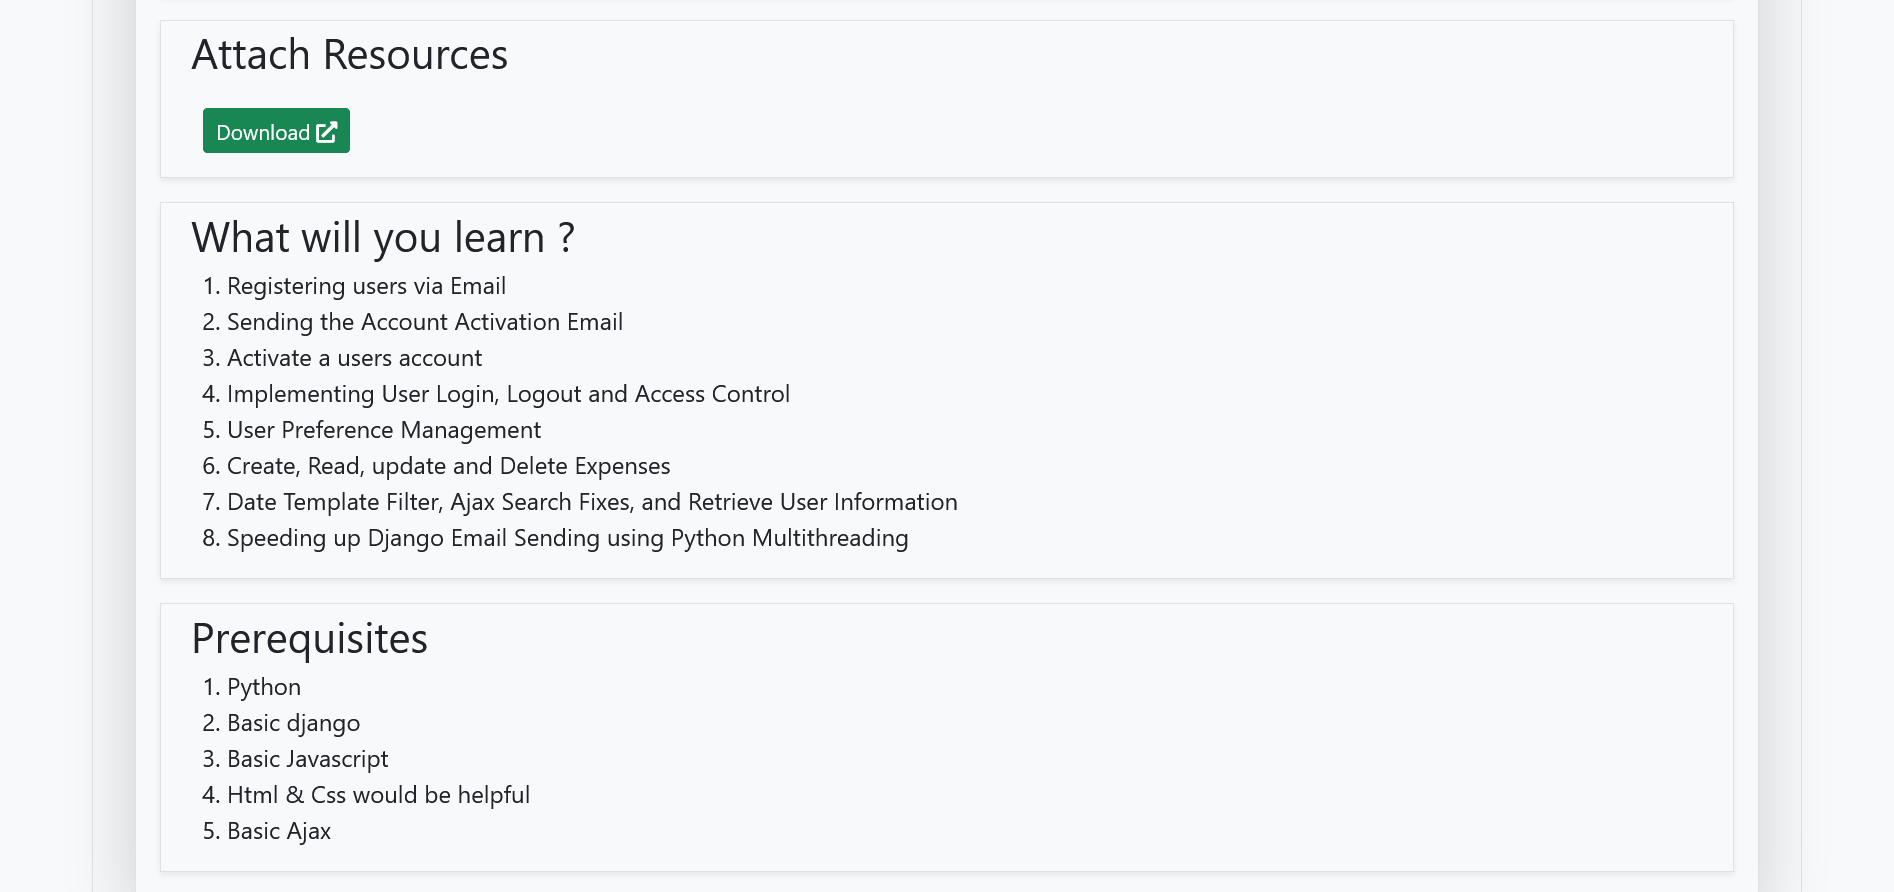 Attach Resources
Download
What will you learn ?
1. Registering users via Email
2. Sending the Account Activation Email
3. Activate a users account
4. Implementing User Login, Logout and Access Control
5. User Preference Management
6. Create, Read, update and Delete Expenses
7. Date Template Filter, Ajax Search Fixes, and Retrieve User Information
8. Speeding up Django Email Sending using Python Multithreading
Prerequisites
1. Python
2. Basic django
3. Basic Javascript
4. Html & Css would be helpful
5. Basic Ajax